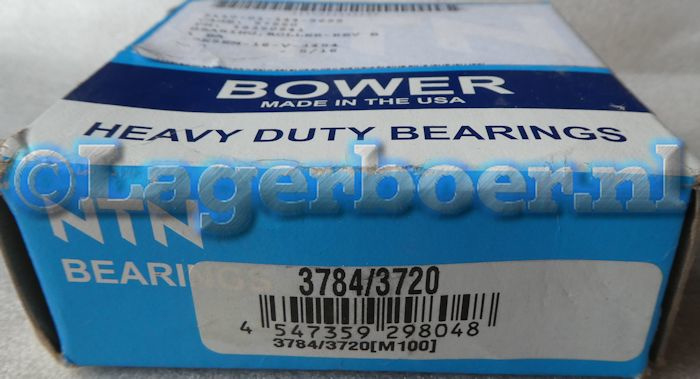 BOWER
MADE IN THE USA
HEAVY DUTY BEARINGS
©Lagerboer.nl
NTN
BEARINGS
3784/3720
4 547359 298048
3784/3720[M100]